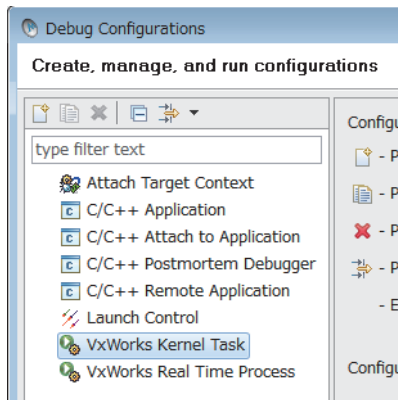 Debug Configurations
Create, manage, and run configurations
type filter text
Configu
Attach Target Context
- P
C/C++ Application
- P
C/C++ Attach to Application
- P
C/C++ Postmortem Debugger
- P
C/C++ Remote Application
- E
Launch Control
VxWorks Kernel Task
VxWorks Real Time Process
Configu